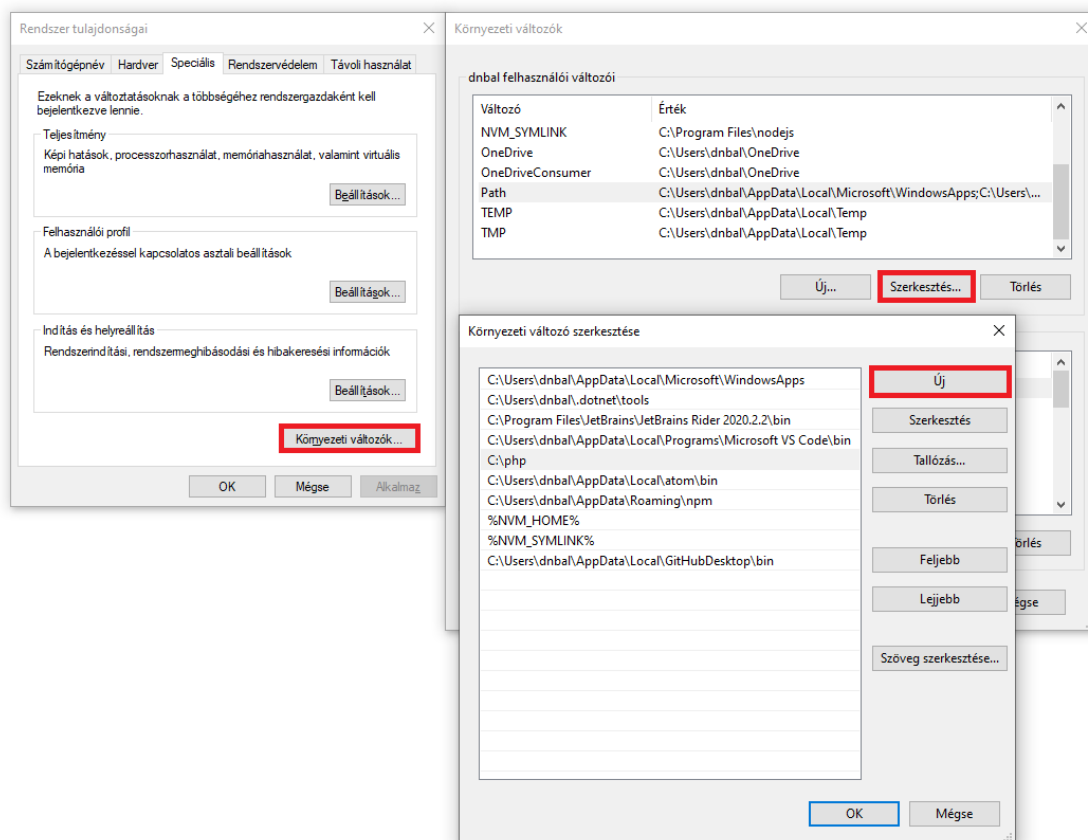 Rendszer tulajdonságai
Számítógépnév Hardver Speciális Rendszervédelem Távoli használat
Ezeknek a változtatásoknak a többségéhez rendszergazdaként kell
bejelentkezve lennie.
Teljesítmény
Képi hatások, processzorhasználat, memóriahasználat, valamint virtuális
memória
Beállítások...
Felhasználói profil
A bejelentkezéssel kapcsolatos asztali beállítások
Beállítások...
Indítás és helyreállítás
Rendszerindítási, rendszermeghibásodási és hibakeresési információk
Beállítások...
Környezeti változók...
OK Mégse Alkalmaz
Környezeti változók
dnbal felhasználói változói
Változó Érték
NVM_SYMLINK C:\Program Files\nodejs
OneDrive C:\Users\dnbal\OneDrive
OneDriveConsumer C:\Users\dnbal\OneDrive
Path C:\Users\dnbal\AppData\Local\Microsoft\WindowsApps;C:\Users\...
TEMP C:\Users\dnbal\AppData\Local\Temp
TMP C:\Users\dnbal\AppData\Local\Temp
Új... Szerkesztés... Törlés
Környezeti változó szerkesztése
C:\Users\dnbal\AppData\Local\Microsoft\WindowsApps
C:\Users\dnbal\.dotnet\tools
C:\Program Files\JetBrains\JetBrains Rider 2020.2.2\bin
C:\Users\dnbal\AppData\Local\Programs\Microsoft VS Code\bin
C:\php
C:\Users\dnbal\AppData\Local\atom\bin
C:\Users\dnbal\AppData\Roaming\npm
%NVM_HOME%
%NVM_SYMLINK%
C:\Users\dnbal\AppData\Local\GitHubDesktop\bin
Új
Szerkesztés
Tallózás...
Törlés
Feljebb
Lejjebb
Szöveg szerkesztése...
OK Mégse
örlés
égse